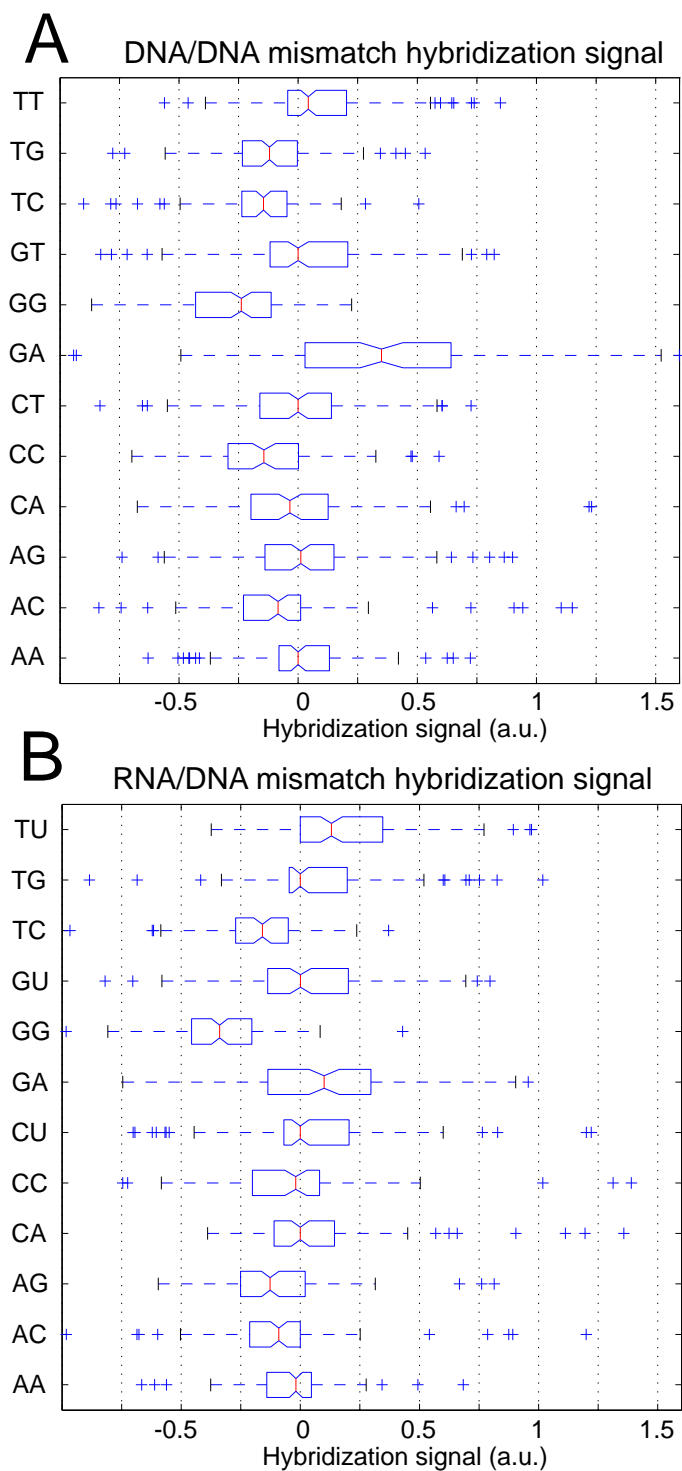 A
DNA/DNA mismatch hybridization signal
TT
TG
TC
GT
GG
GA
CT
CC
CA
AG
AC
AA
-0.5 0 0.5 1 1.5
Hybridization signal (a.u.)
B
RNA/DNA mismatch hybridization signal
TU
TG
TC
GU
GG
GA
CU
CC
CA
AG
AC
AA
-0.5 0 0.5 1 1.5
Hybridization signal (a.u.)